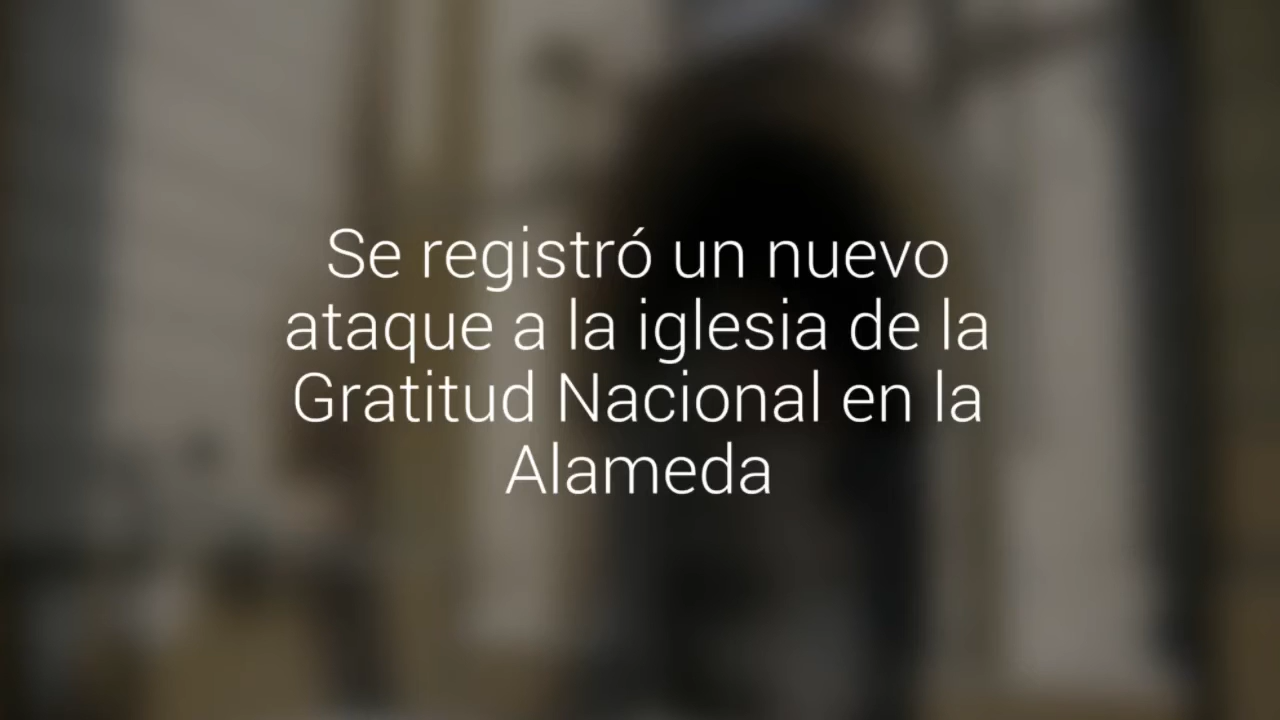 Se registró un nuevo
ataque a la iglesia de la
Gratitud Nacional en la
Alameda